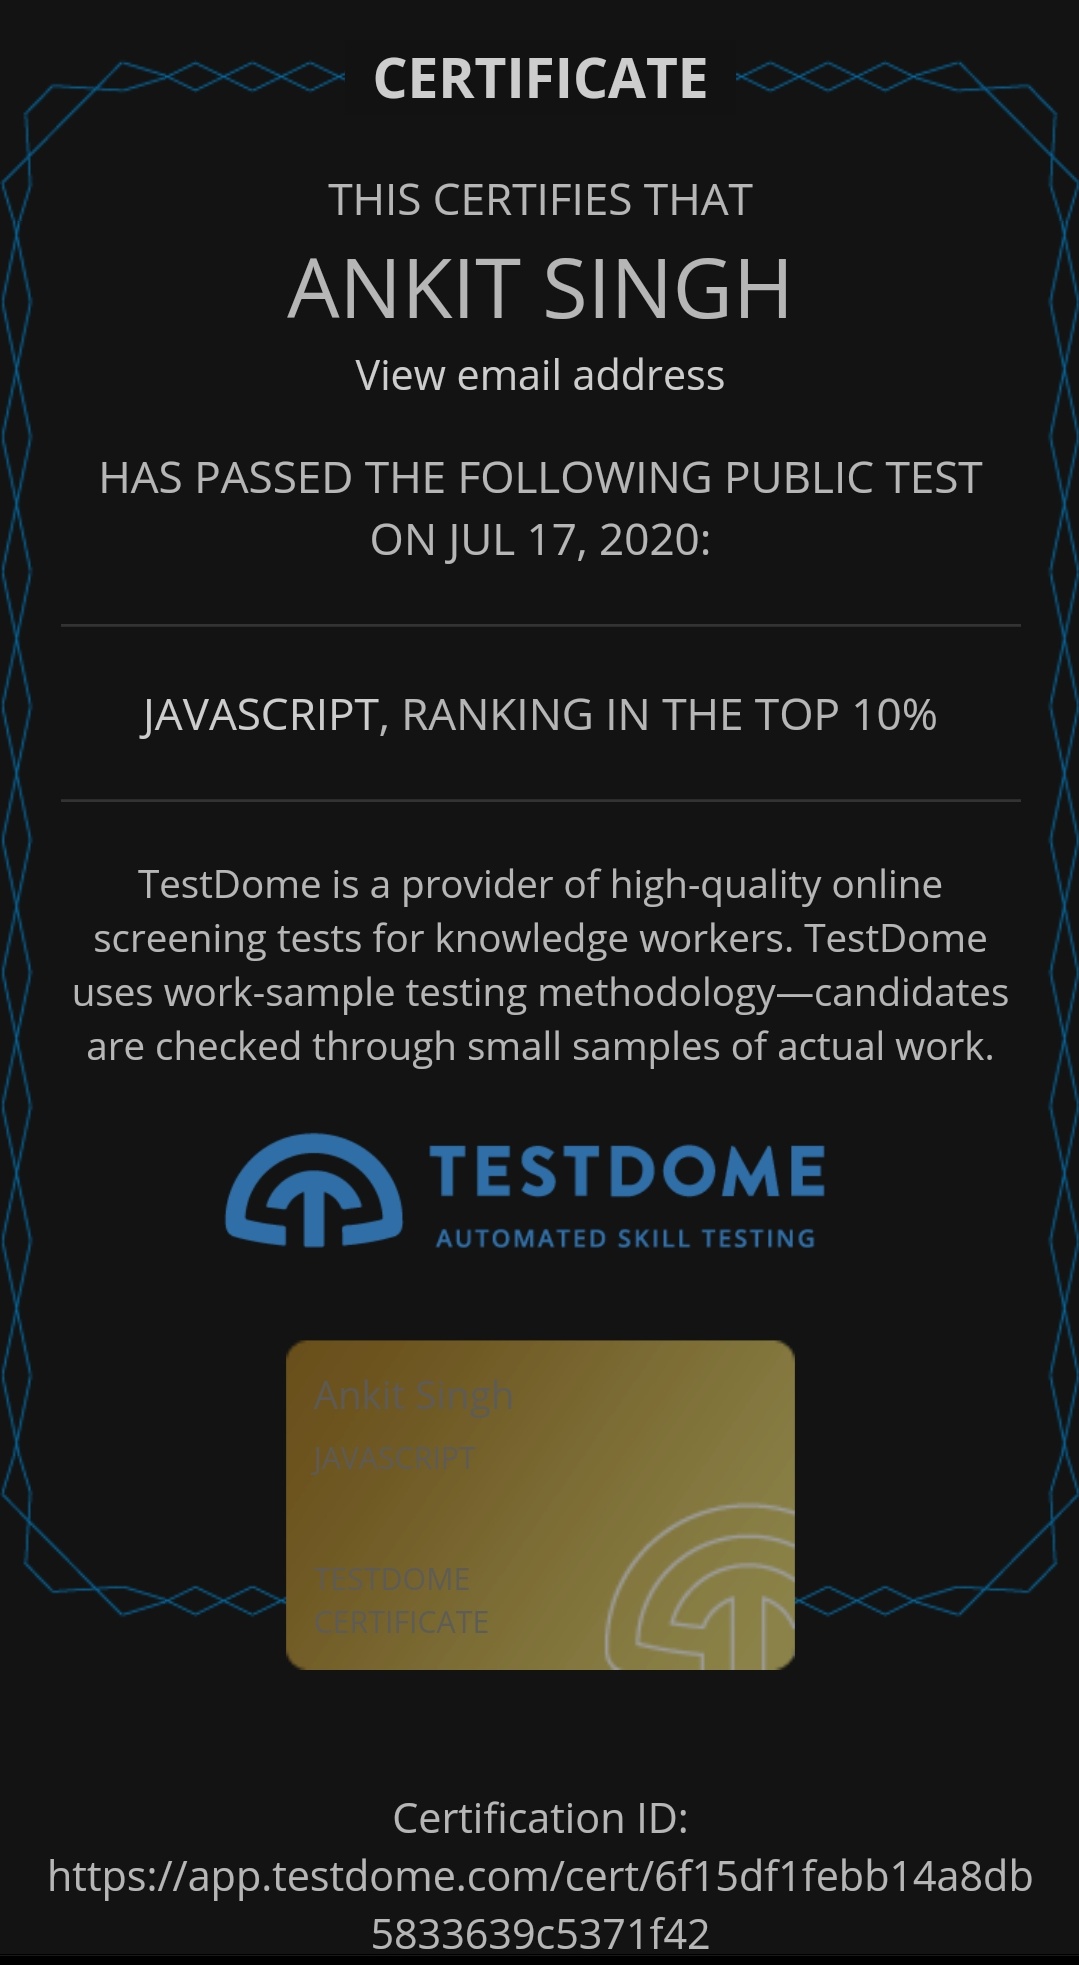 CERTIFICATE
THIS CERTIFIES THAT
ANKIT SINGH
View email address
HAS PASSED THE FOLLOWING PUBLIC TEST
ON JUL 17, 2020:
JAVASCRIPT, RANKING IN THE TOP 10%
TestDome is a provider of high-quality online
screening tests for knowledge workers. TestDome
uses work-sample testing methodology—candidates
are checked through small samples of actual work.
TESTDOME
AUTOMATED SKILL TESTING
Ankit Singh
JAVASCRIPT
TESTDOME
CERTIFICATE
Certification ID:
https://app.testdome.com/cert/6f15df1febb14a8db
5833639c5371f42